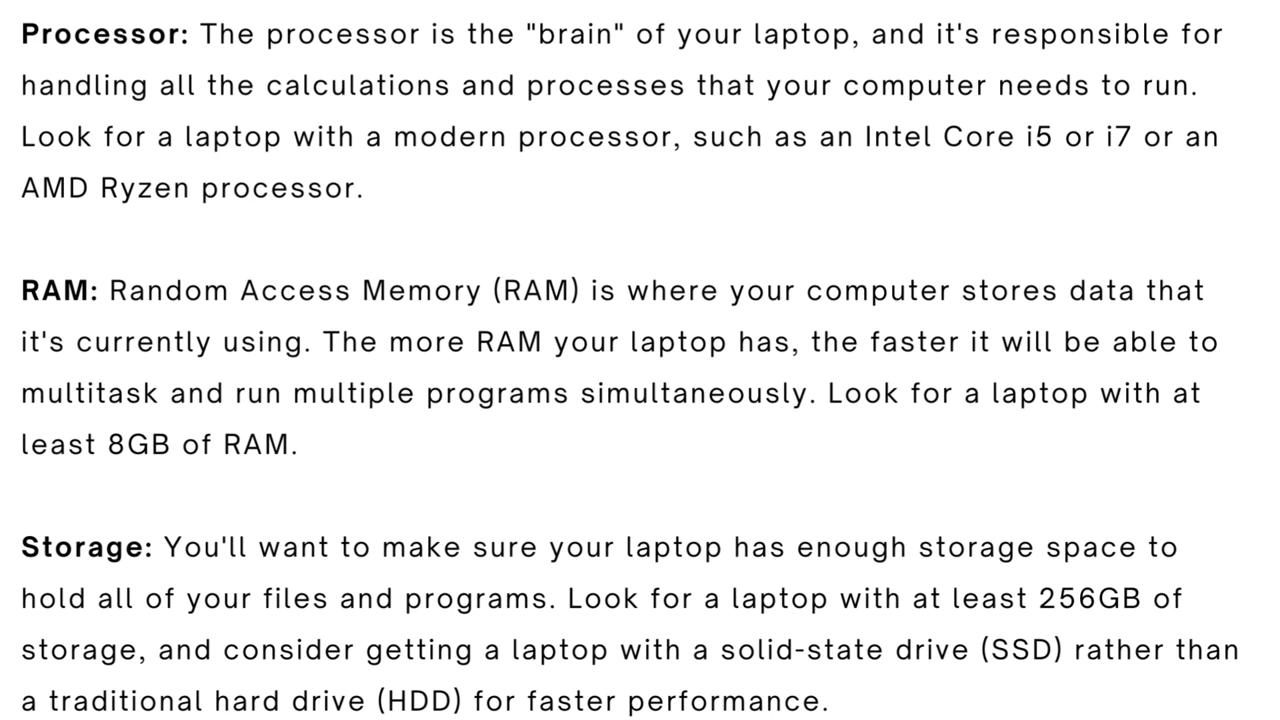 Processor: The processor is the "brain" of your laptop, and it's responsible for
handling all the calculations and processes that your computer needs to run.
Look for a laptop with a modern processor, such as an Intel Core i5 or i7 or an
AMD Ryzen processor.
RAM: Random Access Memory (RAM) is where your computer stores data that
it's currently using. The more RAM your laptop has, the faster it will be able to
multitask and run multiple programs simultaneously. Look for a laptop with at
least 8GB of RAM.
Storage: You'll want to make sure your laptop has enough storage space to
hold all of your files and programs. Look for a laptop with at least 256GB of
storage, and consider getting a laptop with a solid-state drive (SSD) rather than
a traditional hard drive (HDD) for faster performance.